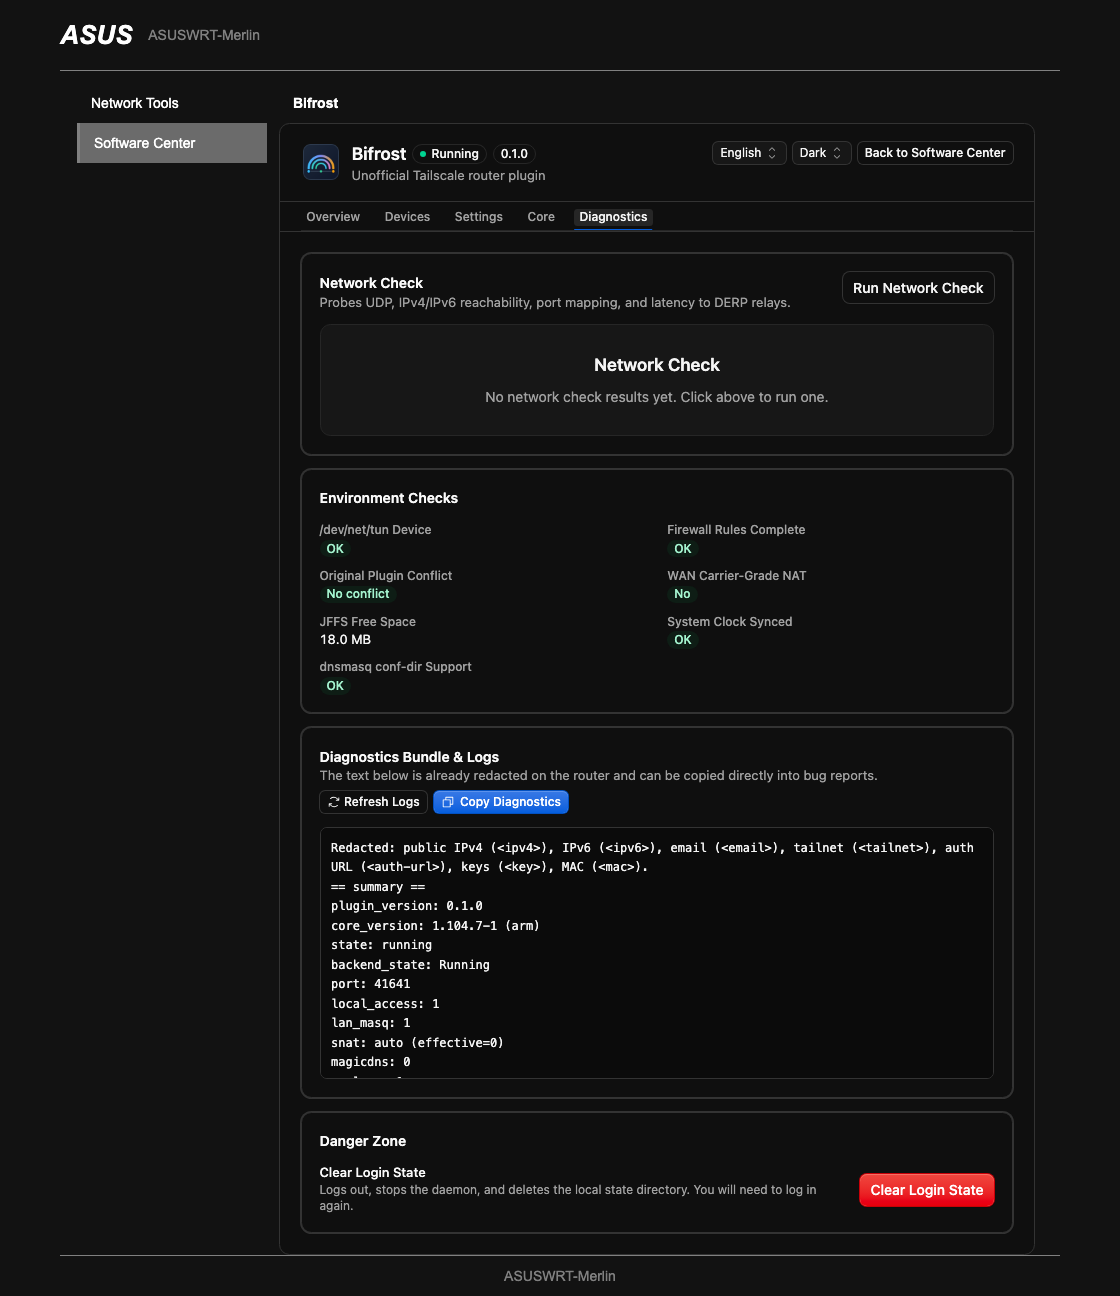 ASUS ASUSWRT-Merlin
Network Tools
Software Center
Bifrost
Bifrost Running 0.1.0
Unofficial Tailscale router plugin
English Dark Back to Software Center
Overview Devices Settings Core Diagnostics
Network Check
Probes UDP, IPv4/IPv6 reachability, port mapping, and latency to DERP relays.
Run Network Check
Network Check
No network check results yet. Click above to run one.
Environment Checks
/dev/net/tun Device
OK
Firewall Rules Complete
OK
Original Plugin Conflict
No conflict
WAN Carrier-Grade NAT
No
JFFS Free Space
18.0 MB
System Clock Synced
OK
dnsmasq conf-dir Support
OK
Diagnostics Bundle & Logs
The text below is already redacted on the router and can be copied directly into bug reports.
Refresh Logs Copy Diagnostics
Redacted: public IPv4 (<ipv4>), IPv6 (<ipv6>), email (<email>), tailnet (<tailnet>), auth
URL (<auth-url>), keys (<key>), MAC (<mac>).
== summary ==
plugin_version: 0.1.0
core_version: 1.104.7-1 (arm)
state: running
backend_state: Running
port: 41641
local_access: 1
lan_masq: 1
snat: auto (effective=0)
magicdns: 0
Danger Zone
Clear Login State
Logs out, stops the daemon, and deletes the local state directory. You will need to log in
again.
Clear Login State
ASUSWRT-Merlin